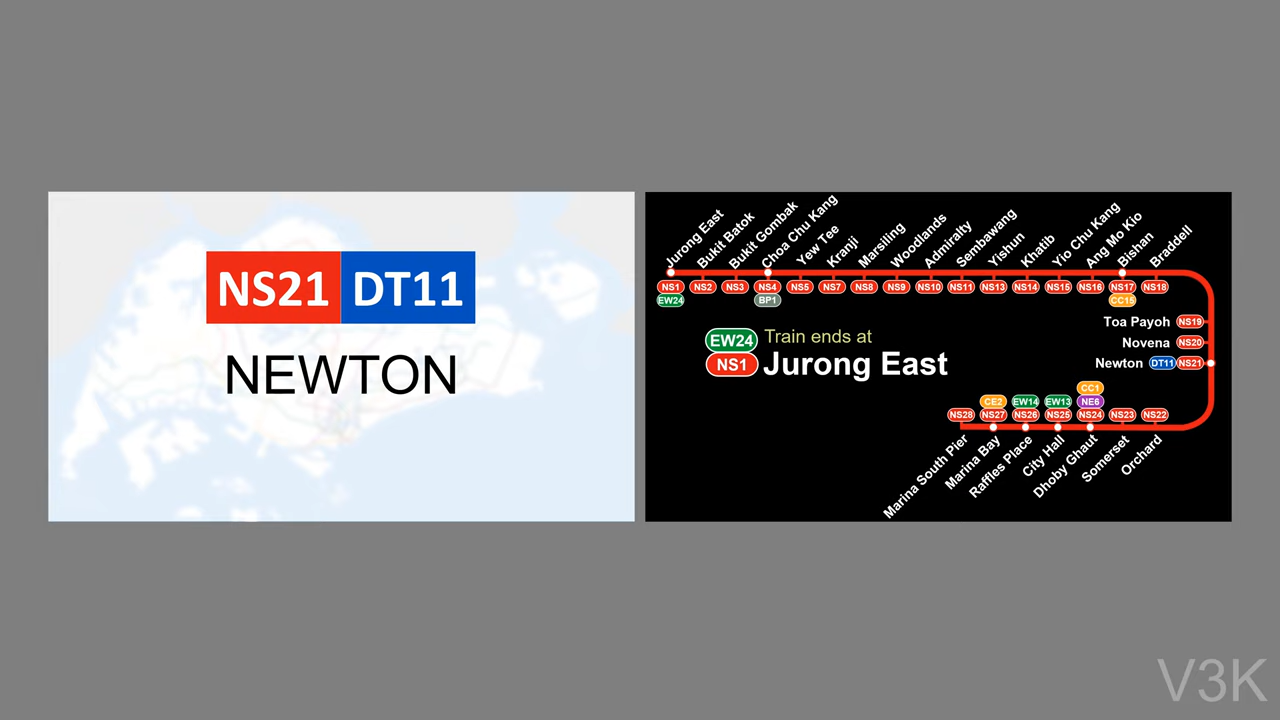 NS21 DT11
NEWTON
Jurong East
Bukit Batok
Bukit Gombak
Choa Chu Kang
Yew Tee
Kranji
Marsiling
Woodlands
Admiralty
Sembawang
Yishun
Khatib
Yio Chu Kang
Ang Mo Kio
Bishan
Braddell
NS1 NS2 NS3 NS4 NS5 NS7 NS8 NS9 NS10 NS11 NS13 NS14 NS15 NS16 NS17 NS18
EW24 BP1 CC15
Toa Payoh NS19
Novena NS20
Newton DT11 NS21
EW24 Train ends at
NS1 Jurong East
CC1
CE2 EW14 EW13 NE6
NS28 NS27 NS26 NS25 NS24 NS23 NS22
Marina South Pier
Marina Bay
Raffles Place
City Hall
Dhoby Ghaut
Somerset
Orchard
V3K